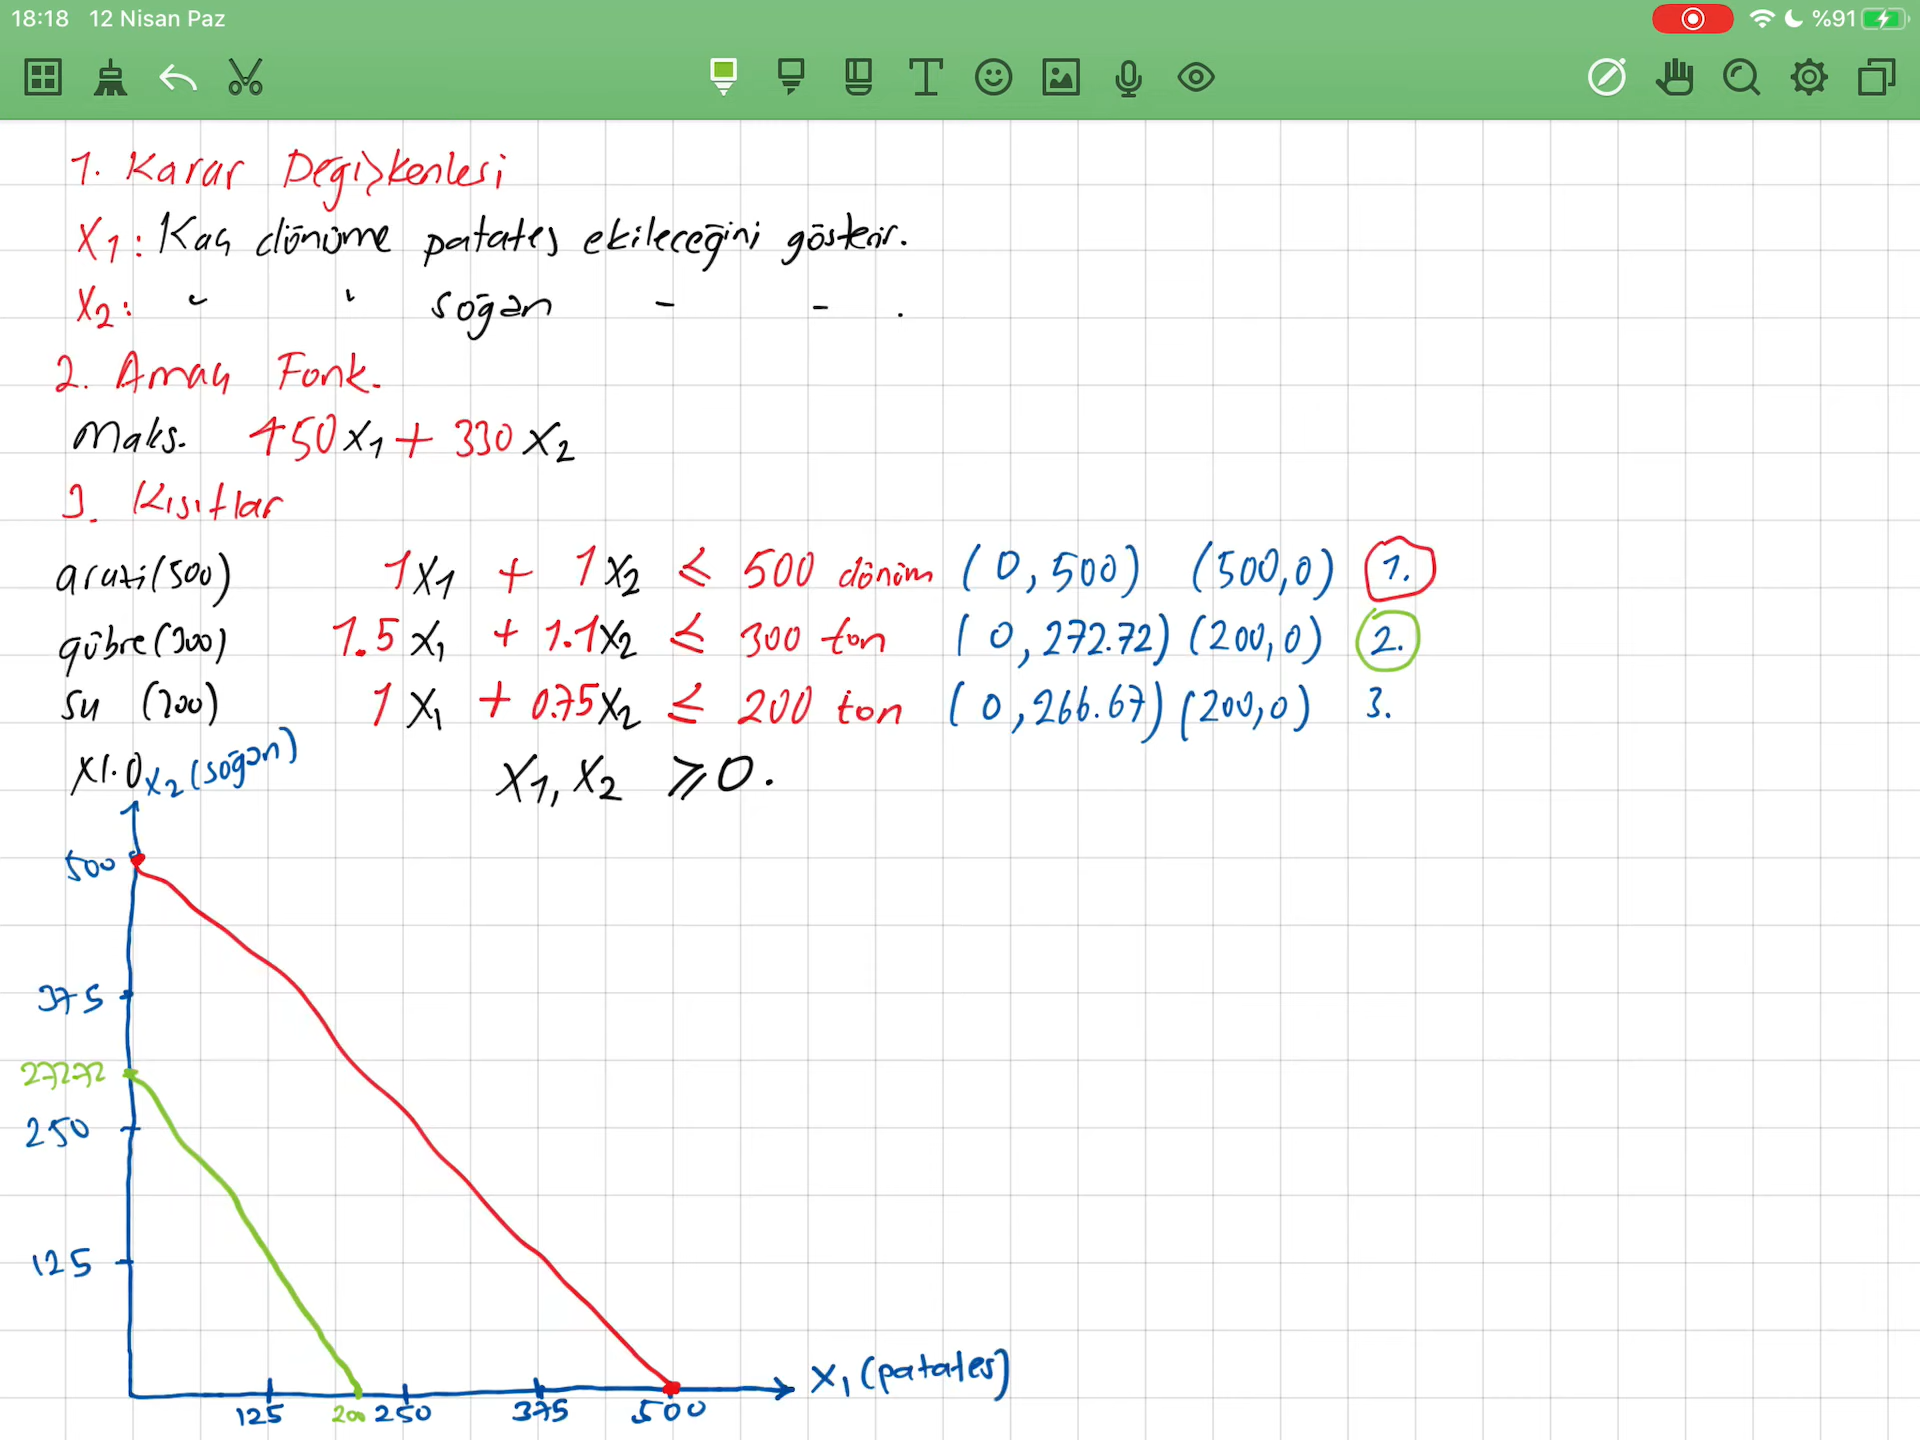 18:18 12 Nisan Paz %91
1. Karar Değişkenleri
X1: Kaç dönüme patates ekileceğini gösterir.
X2: " " soğan - - .
2. Amaç Fonk.
Maks. 450X1 + 330X2
3. Kısıtlar
arazi(500) 1X1 + 1X2 ≤ 500 dönüm (0,500) (500,0) 1.
gübre(300) 1.5X1 + 1.1X2 ≤ 300 ton (0,272.72) (200,0) 2.
su (200) 1X1 + 0.75X2 ≤ 200 ton (0,266.67) (200,0) 3.
X1, X2 ≥ 0.
X2 (soğan)
500
375
272.72
250
125
125 200 250 375 500
X1 (patates)